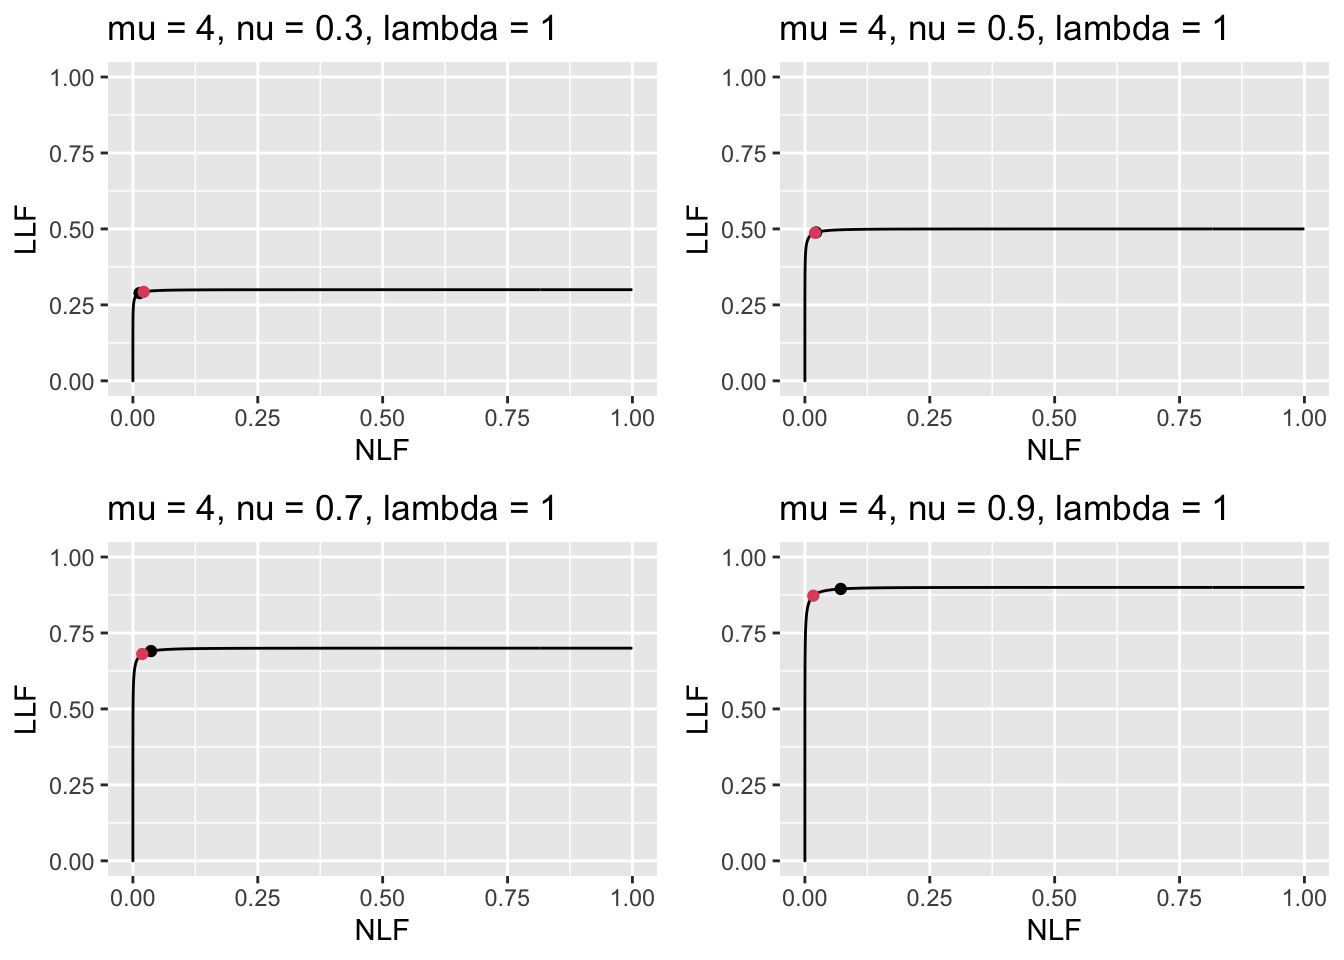 mu = 4, nu = 0.3, lambda = 1
1.00
0.75
0.50
0.25
0.00
LLF
0.00 0.25 0.50 0.75 1.00
NLF
mu = 4, nu = 0.5, lambda = 1
1.00
0.75
0.50
0.25
0.00
LLF
0.00 0.25 0.50 0.75 1.00
NLF
mu = 4, nu = 0.7, lambda = 1
1.00
0.75
0.50
0.25
0.00
LLF
0.00 0.25 0.50 0.75 1.00
NLF
mu = 4, nu = 0.9, lambda = 1
1.00
0.75
0.50
0.25
0.00
LLF
0.00 0.25 0.50 0.75 1.00
NLF